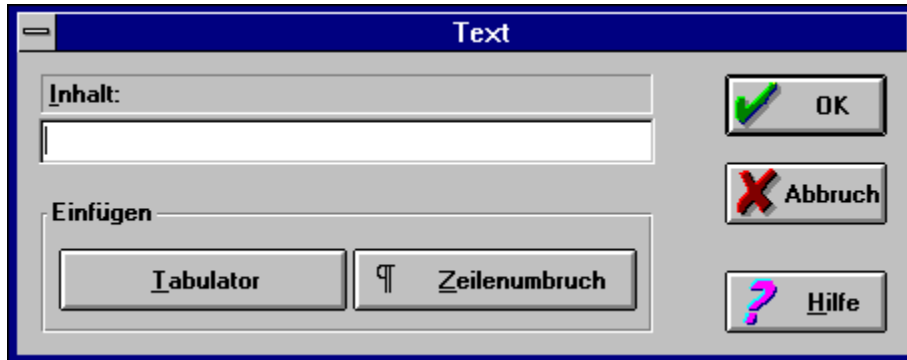 Text
Inhalt:
OK
Abbruch
Einfügen
Tabulator
¶ Zeilenumbruch
? Hilfe